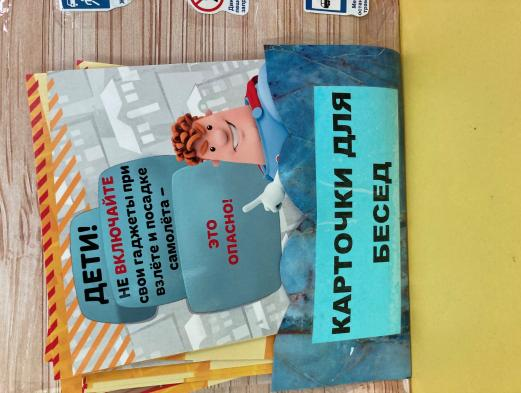 ДЕТИ!
НЕ ВКЛЮЧАЙТЕ
свои гаджеты при
взлёте и посадке
самолёта –
ЭТО
ОПАСНО!
КАРТОЧКИ ДЛЯ
БЕСЕД